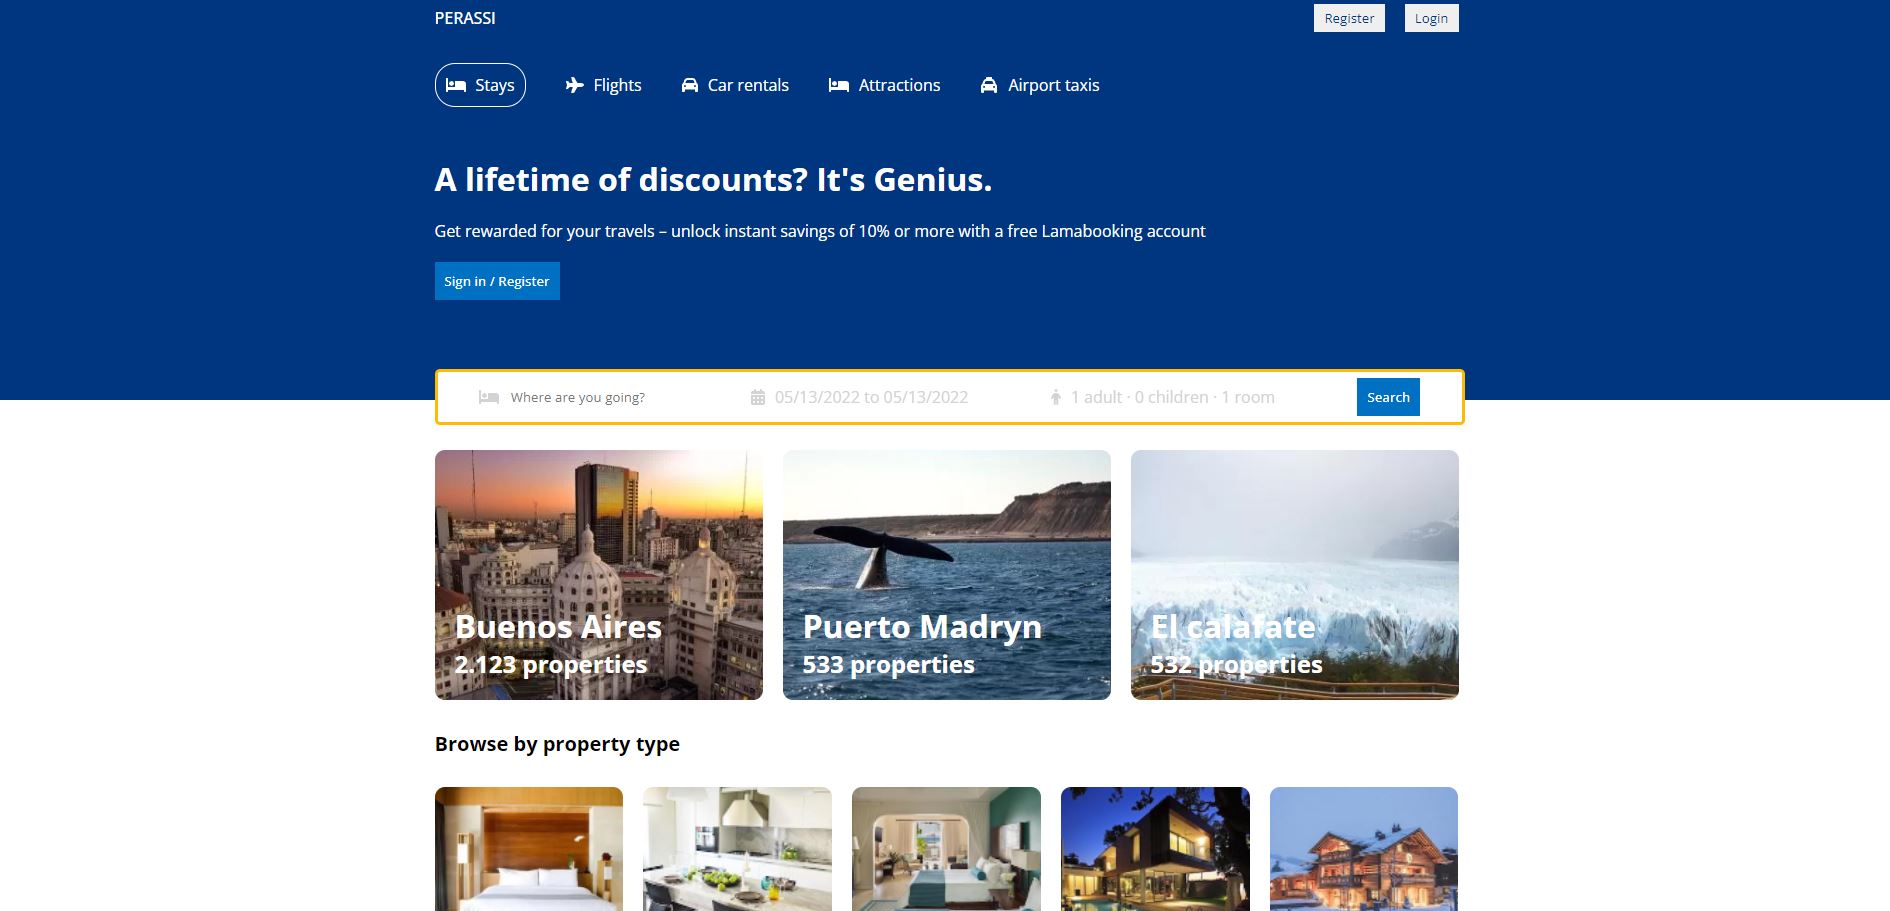 PERASSI
Register
Login
Stays
Flights
Car rentals
Attractions
Airport taxis
A lifetime of discounts? It's Genius.
Get rewarded for your travels – unlock instant savings of 10% or more with a free Lamabooking account
Sign in / Register
Where are you going?
05/13/2022 to 05/13/2022
1 adult · 0 children · 1 room
Search
Buenos Aires
2.123 properties
Puerto Madryn
533 properties
El calafate
532 properties
Browse by property type